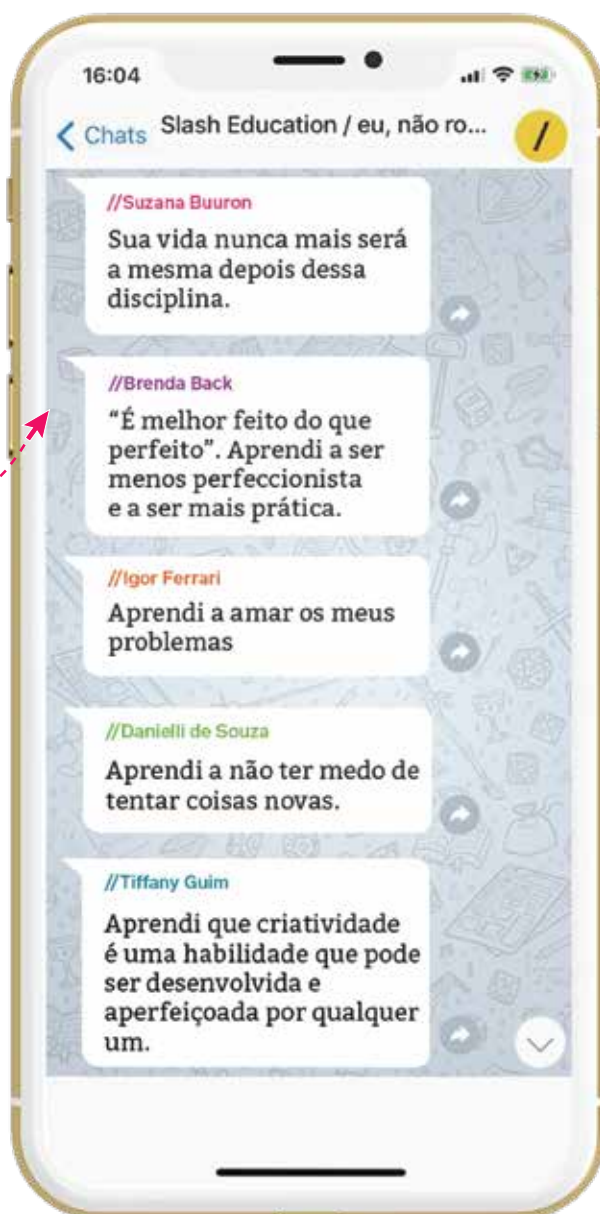 16:04
Chats
Slash Education / eu, não ro...
/
//Suzana Buuron
Sua vida nunca mais será
a mesma depois dessa
disciplina.
//Brenda Back
“É melhor feito do que
perfeito”. Aprendi a ser
menos perfeccionista
e a ser mais prática.
//Igor Ferrari
Aprendi a amar os meus
problemas
//Danielli de Souza
Aprendi a não ter medo de
tentar coisas novas.
//Tiffany Guim
Aprendi que criatividade
é uma habilidade que pode
ser desenvolvida e
aperfeiçoada por qualquer
um.